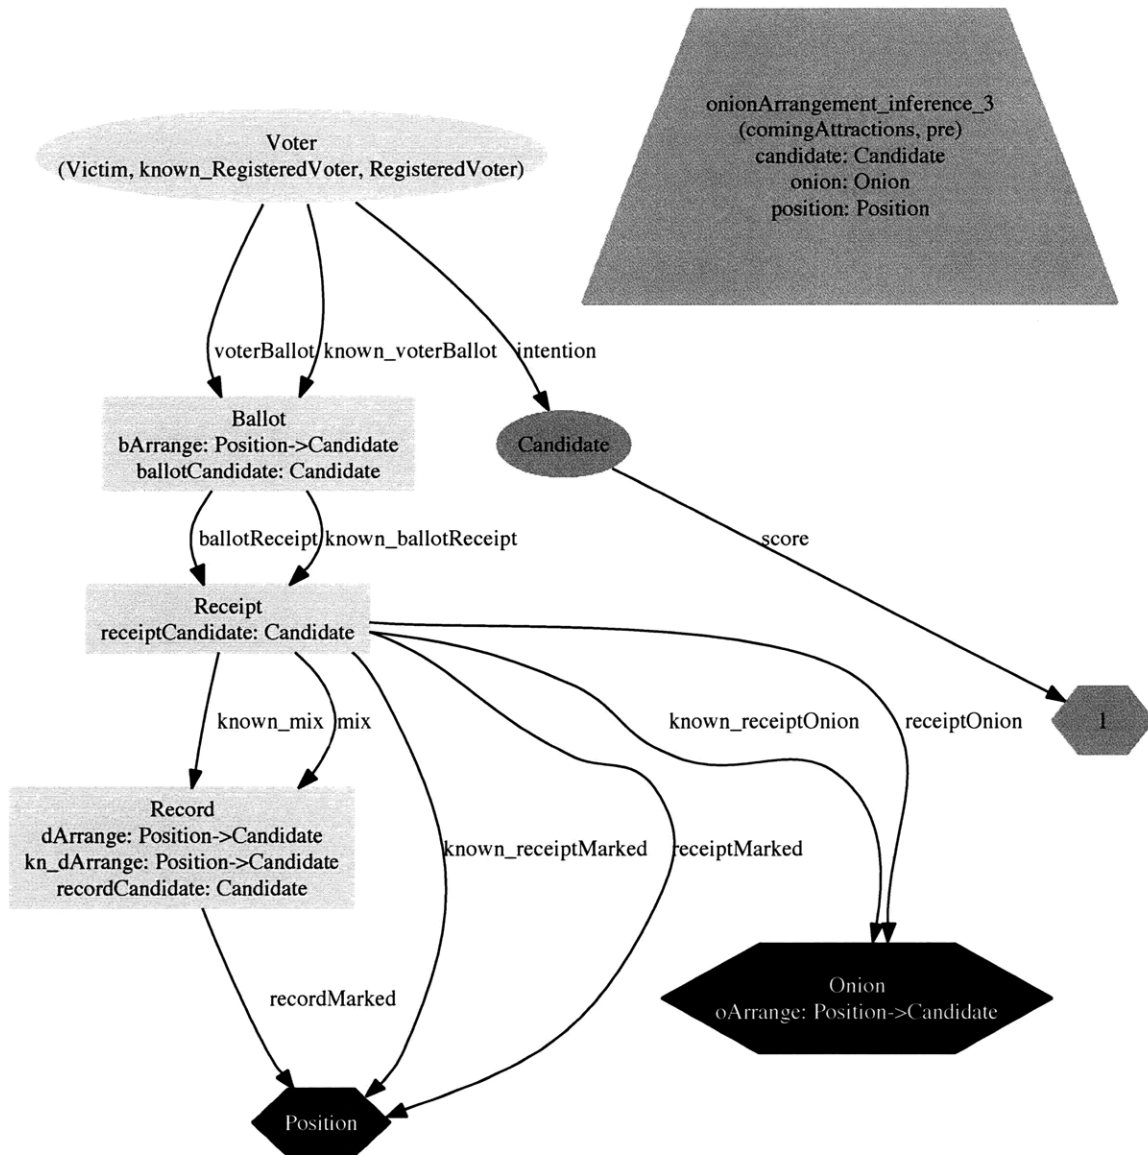 onionArrangement_inference_3
(comingAttractions, pre)
candidate: Candidate
onion: Onion
position: Position
Voter
(Victim, known_RegisteredVoter, RegisteredVoter)
voterBallot
known_voterBallot
intention
Ballot
bArrange: Position->Candidate
ballotCandidate: Candidate
Candidate
ballotReceipt
known_ballotReceipt
score
Receipt
receiptCandidate: Candidate
1
known_mix
mix
known_receiptOnion
receiptOnion
Record
dArrange: Position->Candidate
kn_dArrange: Position->Candidate
recordCandidate: Candidate
known_receiptMarked
receiptMarked
recordMarked
Onion
oArrange: Position->Candidate
Position